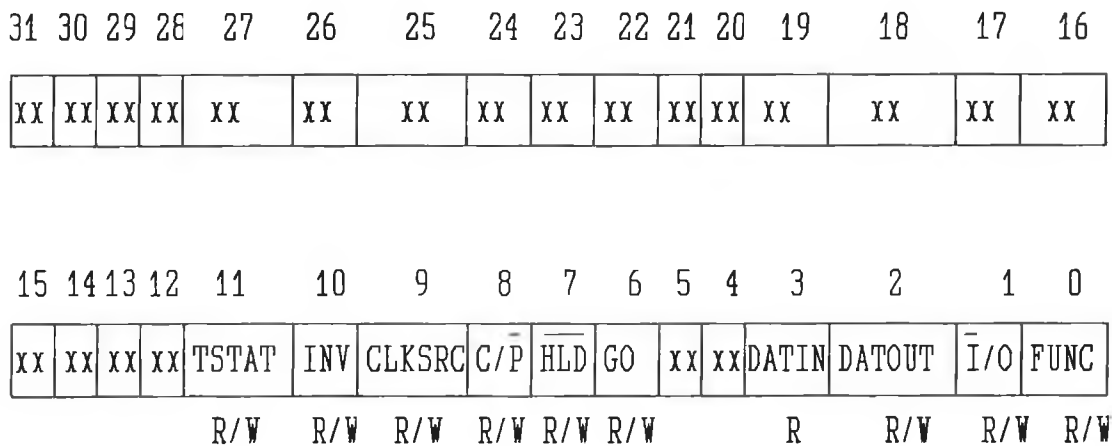 31 30 29 28 27 26 25 24 23 22 21 20 19 18 17 16
xx xx xx xx xx xx xx xx xx xx xx xx xx xx xx xx
15 14 13 12 11 10 9 8 7 6 5 4 3 2 1 0
xx xx xx xx TSTAT INV CLKSRC C/P̅ H̅L̅D̅ GO xx xx DATIN DATOUT I̅/O FUNC
R/W R/W R/W R/W R/W R/W R R/W R/W R/W